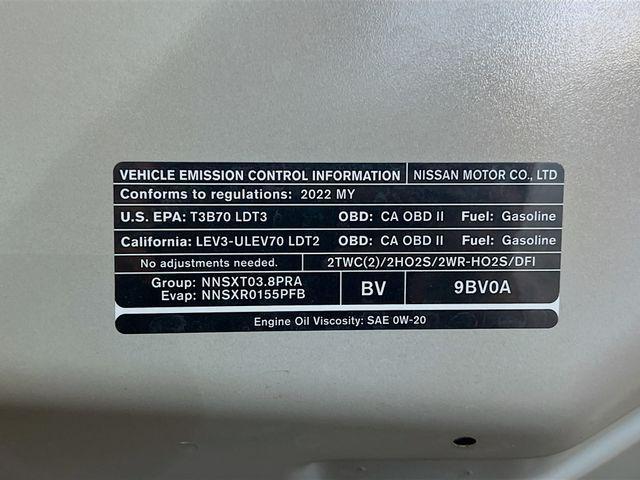 VEHICLE EMISSION CONTROL INFORMATION NISSAN MOTOR CO., LTD
Conforms to regulations: 2022 MY
U.S. EPA: T3B70 LDT3 OBD: CA OBD II Fuel: Gasoline
California: LEV3-ULEV70 LDT2 OBD: CA OBD II Fuel: Gasoline
No adjustments needed. 2TWC(2)/2HO2S/2WR-HO2S/DFI
Group: NNSXT03.8PRA
Evap: NNSXR0155PFB
BV
9BV0A
Engine Oil Viscosity: SAE 0W-20